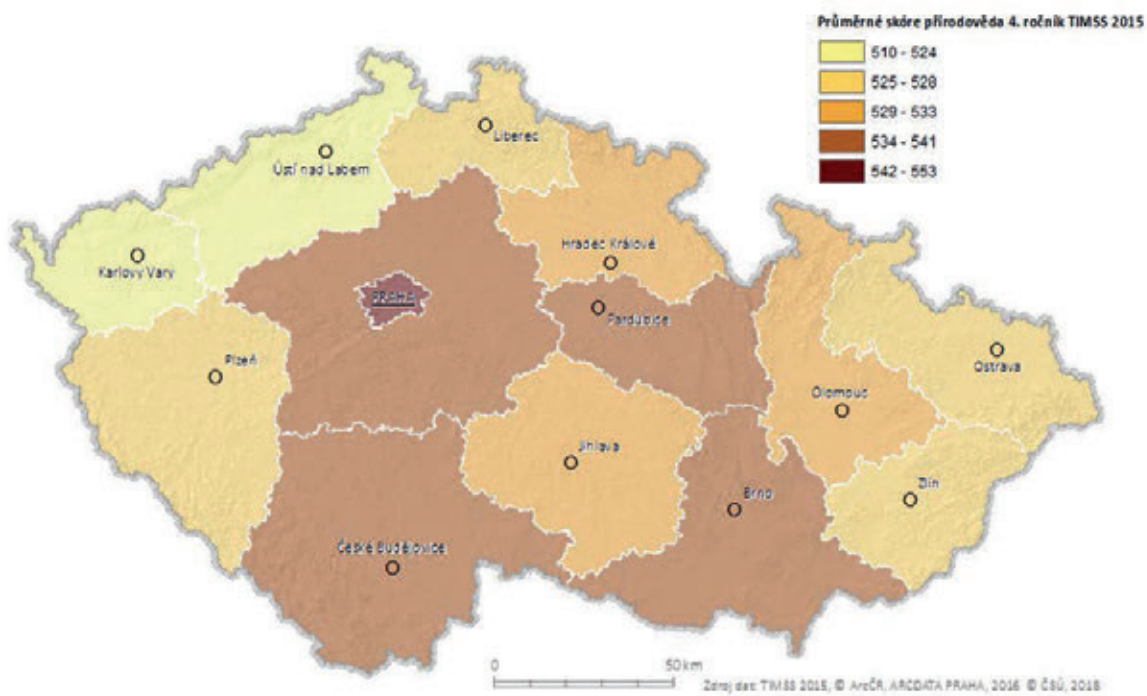 Průměrné skóre přírodověda 4. ročník TIMSS 2015
510 - 524
525 - 528
529 - 533
534 - 541
542 - 553
Liberec
Ústí nad Labem
Hradec Králové
Karlovy Vary
Praha
Pardubice
Plzeň
Ostrava
Olomouc
Jihlava
Zlín
Brno
České Budějovice
0 50 km
Zdroj dat: TIMSS 2015, © ArcČR, ARCDATA PRAHA, 2016 © ČSÚ, 2018